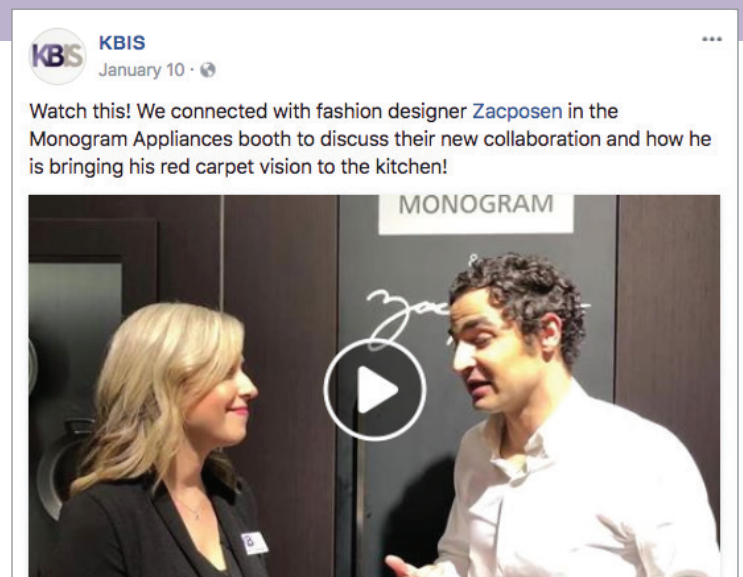 KBIS
KBIS
January 10 ·
Watch this! We connected with fashion designer Zacposen in the
Monogram Appliances booth to discuss their new collaboration and how he
is bringing his red carpet vision to the kitchen!
MONOGRAM
&
Zac